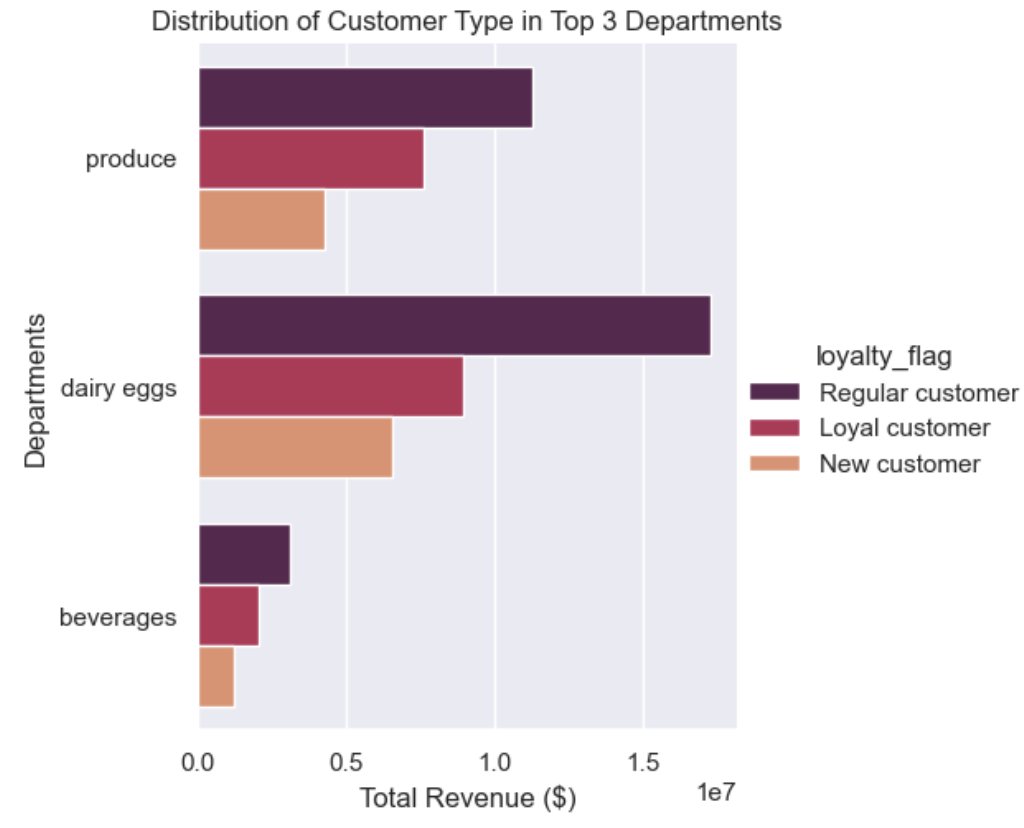 Distribution of Customer Type in Top 3 Departments
produce
dairy eggs
beverages
Departments
0.0 0.5 1.0 1.5
1e7
Total Revenue ($)
loyalty_flag
Regular customer
Loyal customer
New customer